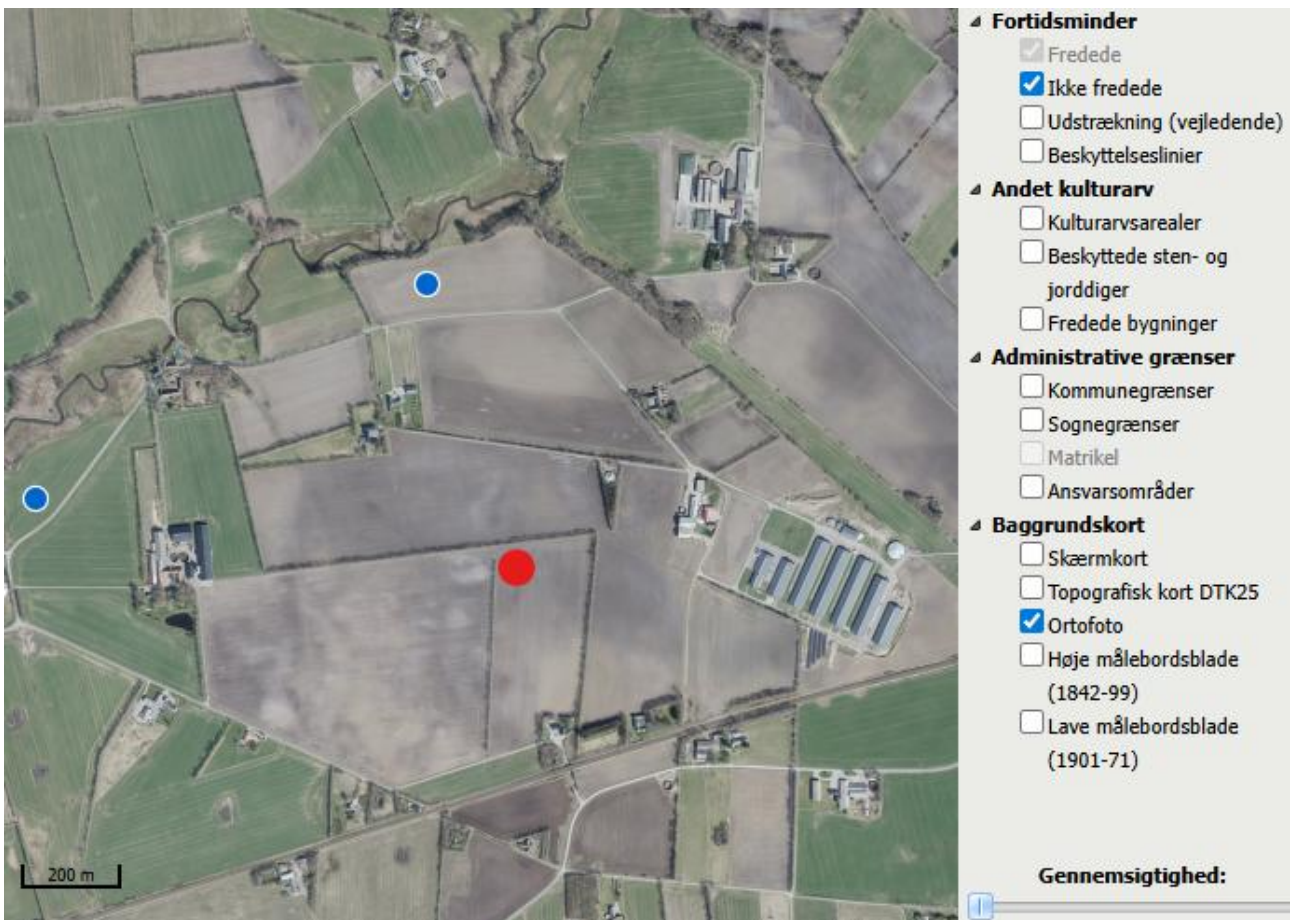 Fortidsminder
Fredede
Ikke fredede
Udstrækning (vejledende)
Beskyttelseslinier
Andet kulturarv
Kulturarvsarealer
Beskyttede sten- og
jorddiger
Fredede bygninger
Administrative grænser
Kommunegrænser
Sognegrænser
Matrikel
Ansvarsområder
Baggrundskort
Skærmkort
Topografisk kort DTK25
Ortofoto
Høje målebordsblade
(1842-99)
Lave målebordsblade
(1901-71)
200 m
Gennemsigtighed: